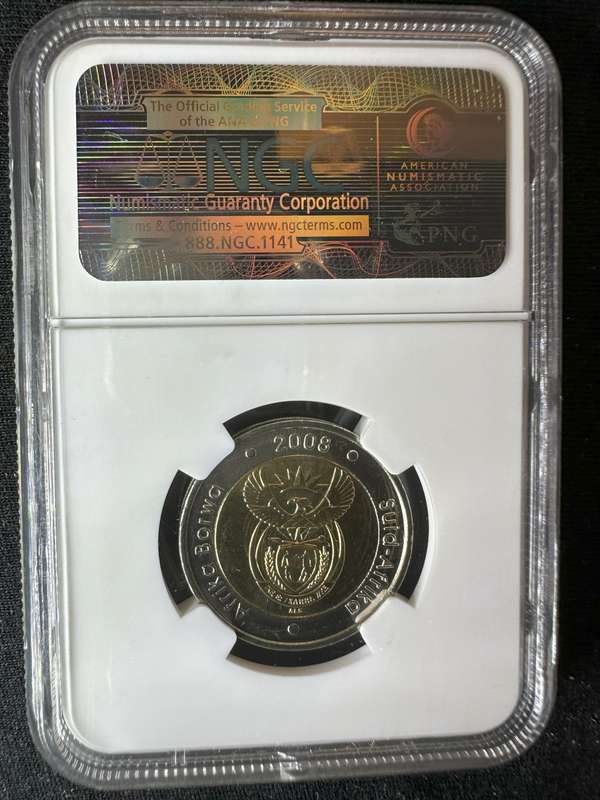 The Official Grading Service
of the ANA & PNG
NGC
Numismatic Guaranty Corporation
Terms & Conditions – www.ngcterms.com
888.NGC.1141
AMERICAN
NUMISMATIC
ASSOCIATION
PNG
2008
Afrika Borwa
Suid-Afrika
ALS